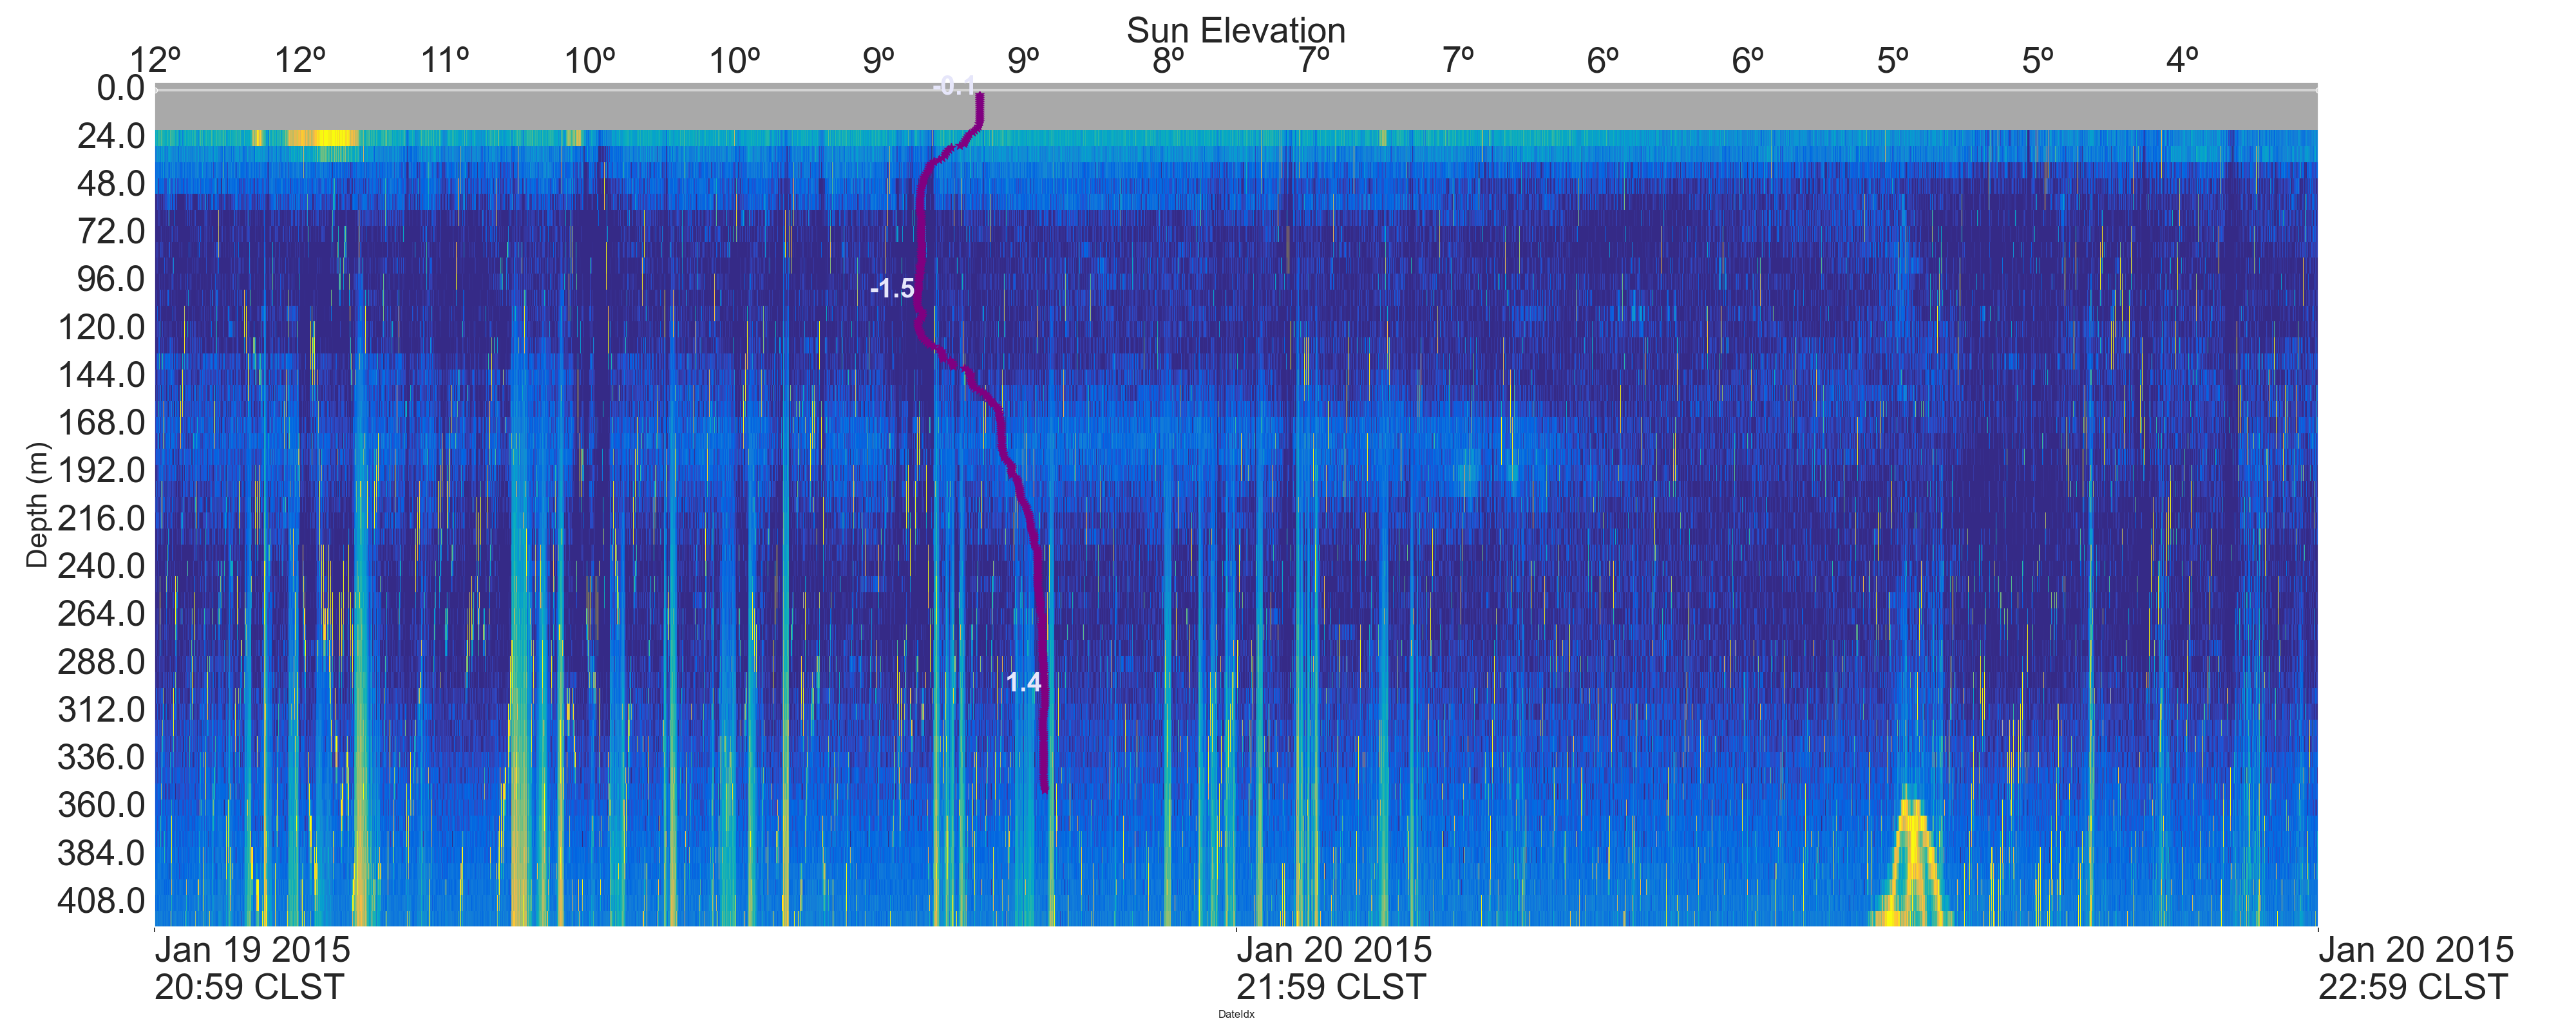 Sun Elevation
12º 12º 11º 10º 10º 9º 9º 8º 7º 7º 6º 6º 5º 5º 4º
0.0
24.0
48.0
72.0
96.0
120.0
144.0
168.0
192.0
216.0
240.0
264.0
288.0
312.0
336.0
360.0
384.0
408.0
Depth (m)
-0.1
-1.5
1.4
Jan 19 2015
20:59 CLST
Jan 20 2015
21:59 CLST
Jan 20 2015
22:59 CLST
DateIdx